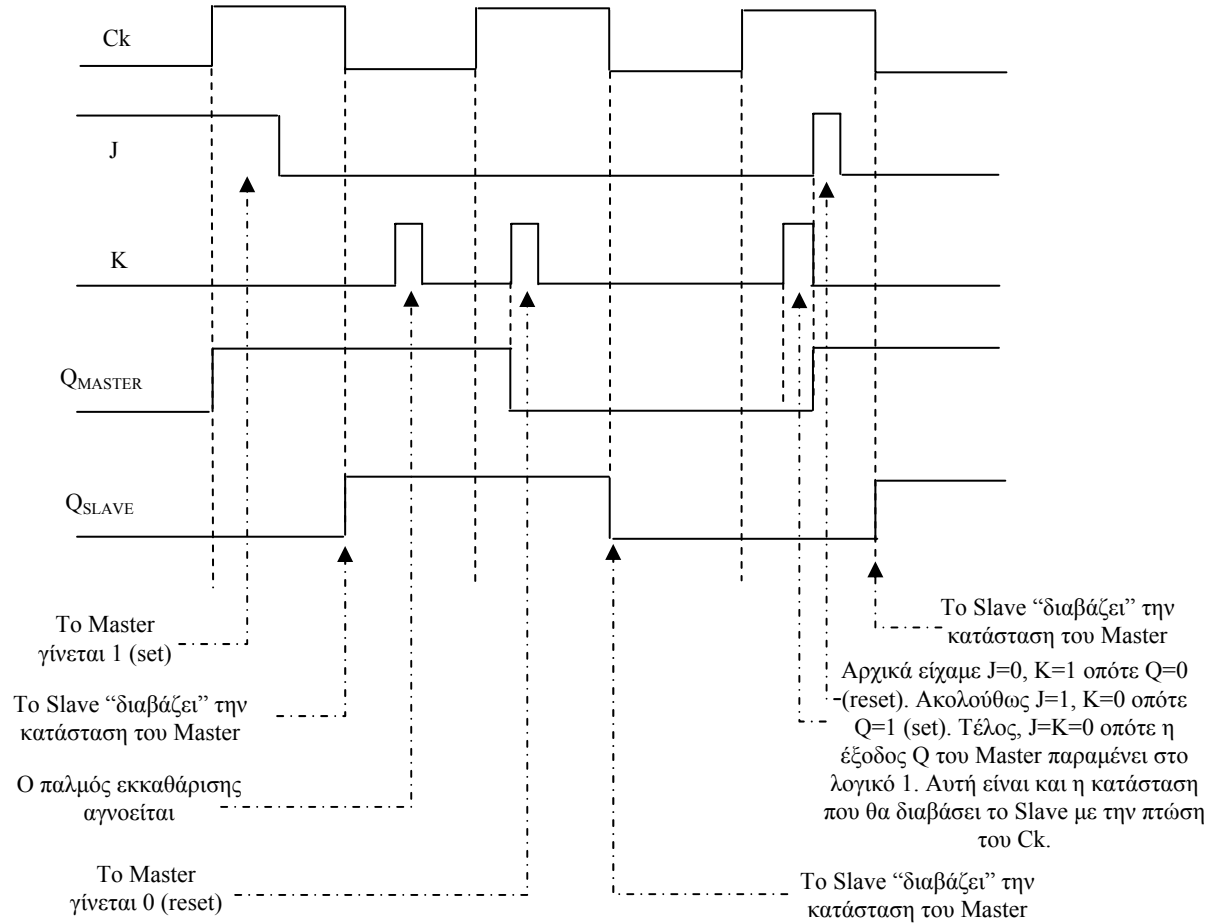 Ck
J
K
Q_MASTER
Q_SLAVE
Το Master
γίνεται 1 (set)
Το Slave “διαβάζει” την
κατάσταση του Master
Ο παλμός εκκαθάρισης
αγνοείται
Το Master
γίνεται 0 (reset)
Το Slave “διαβάζει” την
κατάσταση του Master
Αρχικά είχαμε J=0, K=1 οπότε Q=0
(reset). Ακολούθως J=1, K=0 οπότε
Q=1 (set). Τέλος, J=K=0 οπότε η
έξοδος Q του Master παραμένει στο
λογικό 1. Αυτή είναι και η κατάσταση
που θα διαβάσει το Slave με την πτώση
του Ck.
Το Slave “διαβάζει” την
κατάσταση του Master